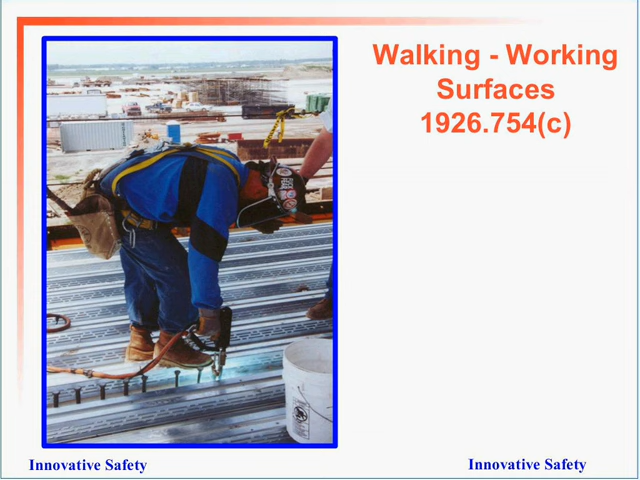 Walking - Working
Surfaces
1926.754(c)
Innovative Safety
Innovative Safety